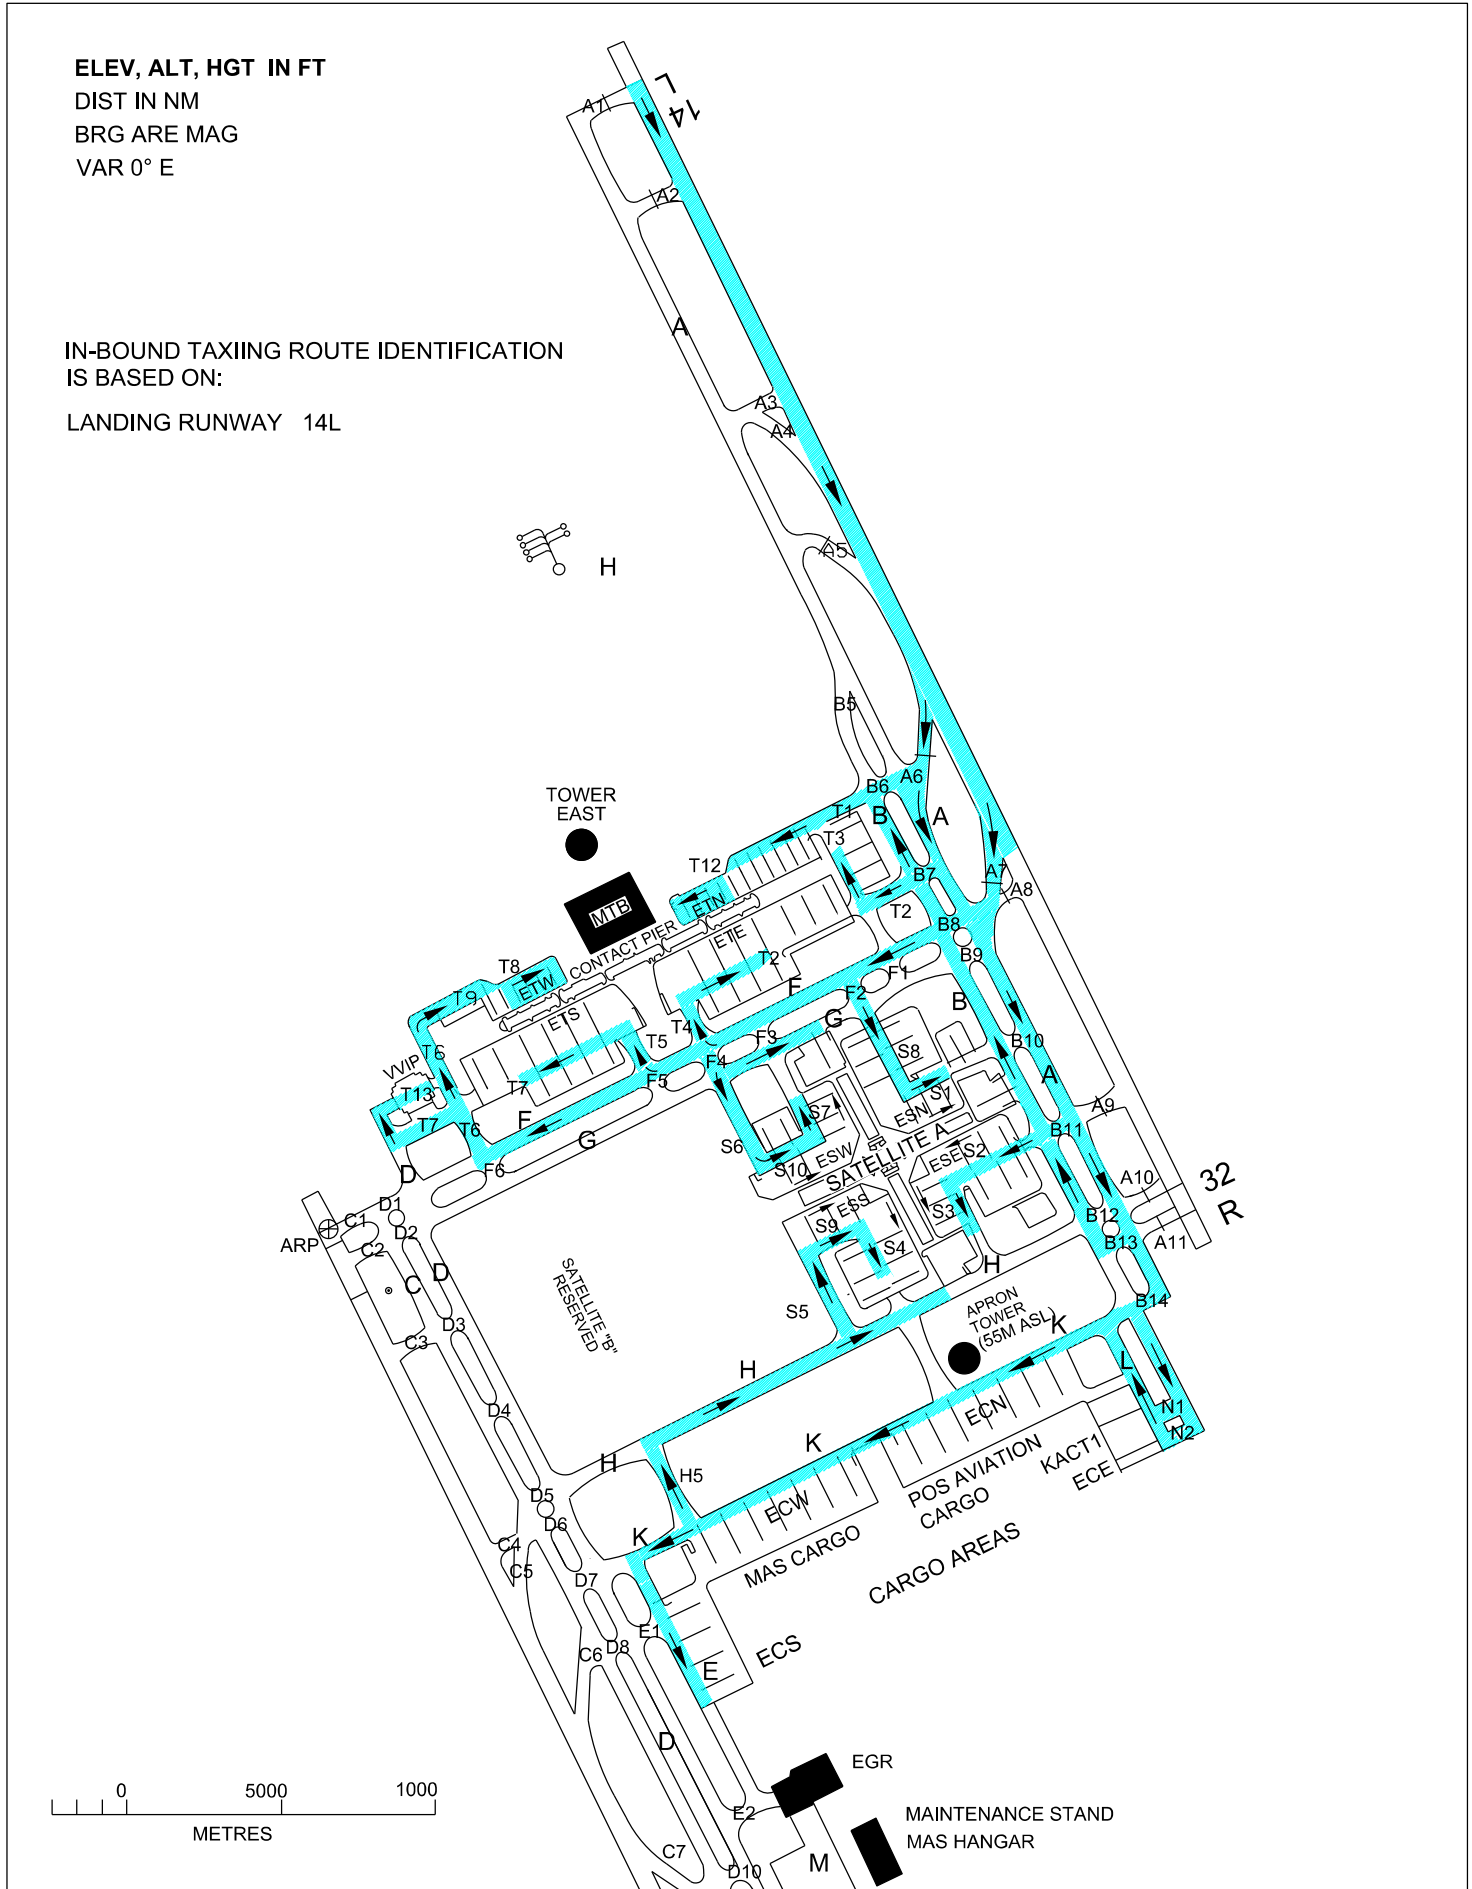 ELEV, ALT, HGT IN FT
DIST IN NM
BRG ARE MAG
VAR 0° E
14
L
A1
A2
A
IN-BOUND TAXIING ROUTE IDENTIFICATION
IS BASED ON:
LANDING RUNWAY 14L
A3
A4
A5
H
B5
A6
B6
TOWER
EAST
T1
B
A
T3
T12
B7
A7
A8
ETN
MTB
T2
B8
CONTACT PIER
ETE
B9
T8
T2
F1
ETW
F
F2
B
T9
ETS
G
T4
F3
B10
T5
S8
T6
F4
VVIP
A
F5
T7
S1
T13
A9
S7
ESN
F
T7
T6
B11
G
S6
SATELLITE A
ESW
S2
ESE
S10
F6
D
A10
32
R
D1
ESS
S3
B12
C1
S9
D2
ARP
B13
A11
C2
S4
H
D
C
SATELLITE "B"
RESERVED
B14
S5
APRON
TOWER
(55M ASL)
K
D3
C3
L
H
N1
D4
ECN
N2
K
H
H5
POS AVIATION
CARGO
KACT1
ECE
D5
ECW
D6
K
C4
MAS CARGO
C5
CARGO AREAS
D7
E1
D8
C6
E
ECS
D
EGR
0 5000 1000
METRES
E2
MAINTENANCE STAND
MAS HANGAR
C7
D10
M